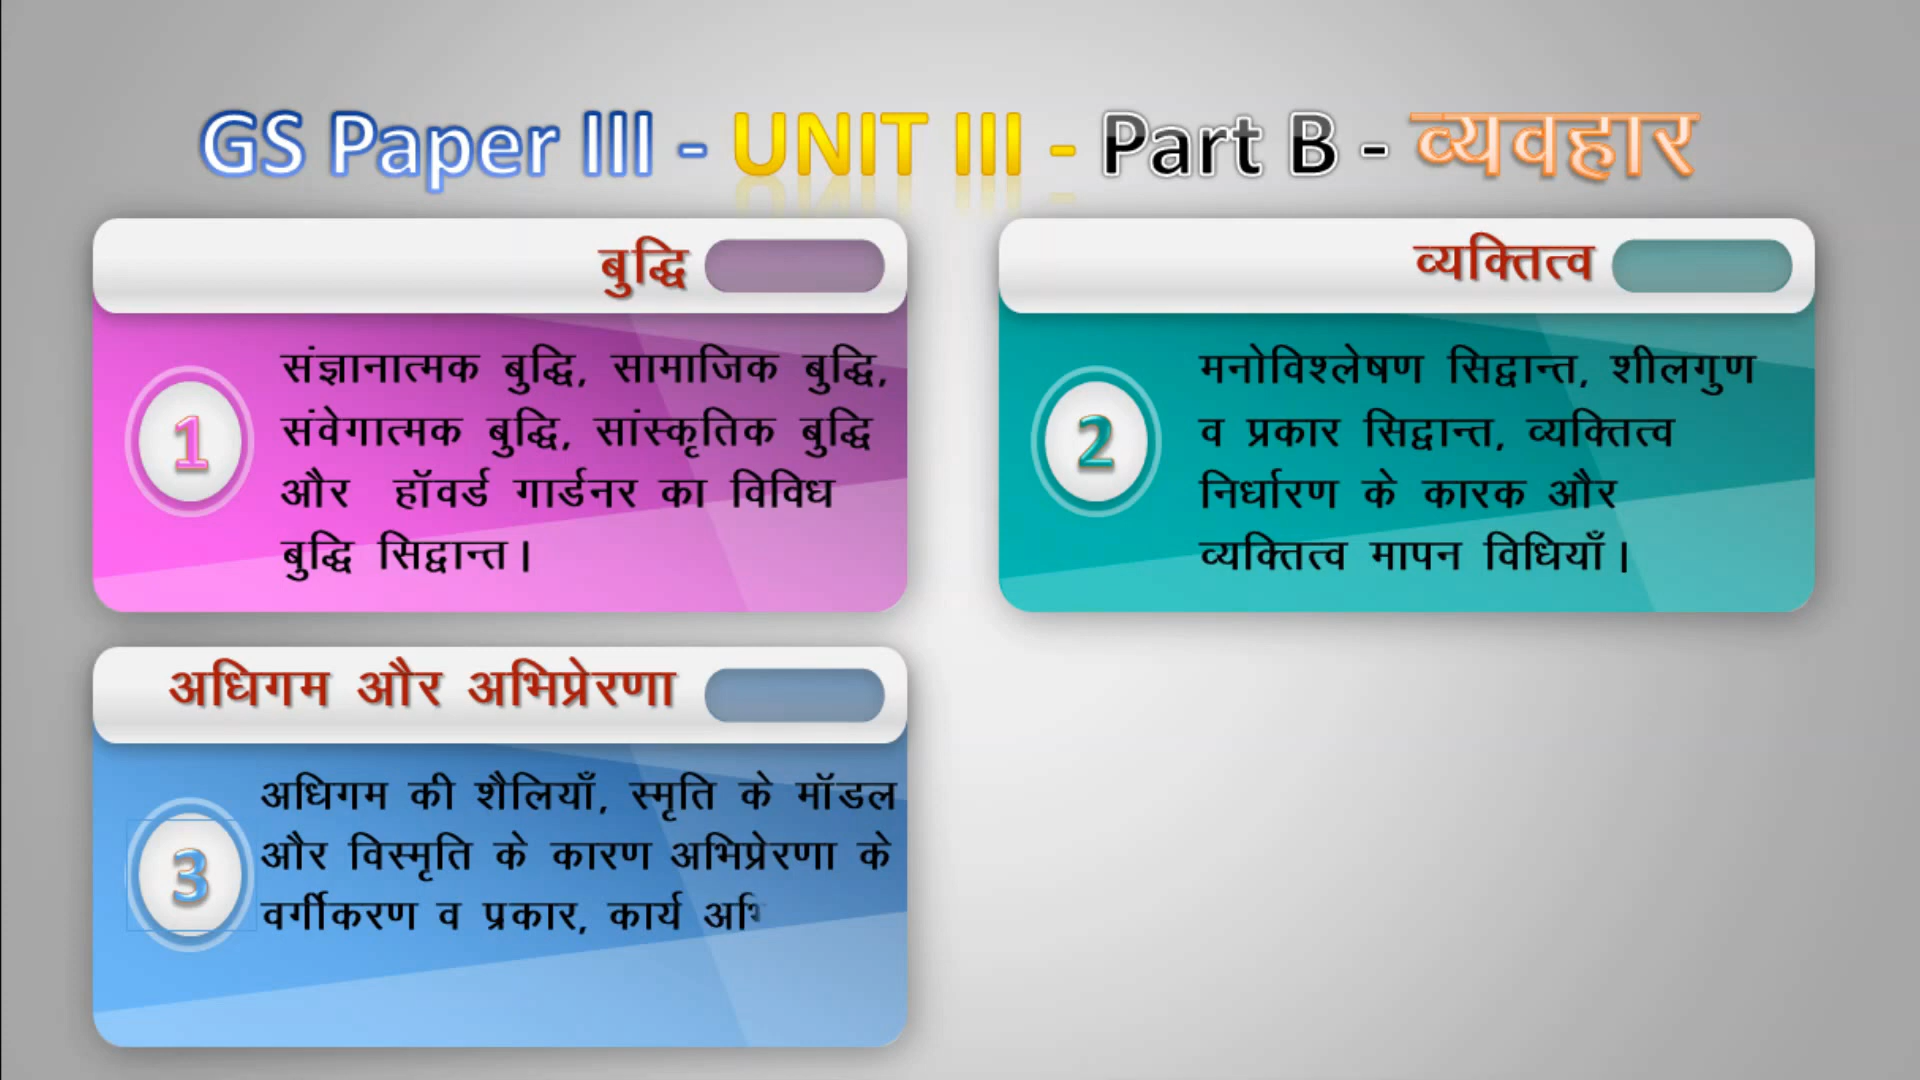 GS Paper III - UNIT III - Part B - व्यवहार
बुद्धि
1
संज्ञानात्मक बुद्धि, सामाजिक बुद्धि,
संवेगात्मक बुद्धि, सांस्कृतिक बुद्धि
और हॉवर्ड गार्डनर का विविध
बुद्धि सिद्वान्त।
व्यक्तित्व
2
मनोविश्लेषण सिद्वान्त, शीलगुण
व प्रकार सिद्वान्त, व्यक्तित्व
निर्धारण के कारक और
व्यक्तित्व मापन विधियाँ।
अधिगम और अभिप्रेरणा
3
अधिगम की शैलियाँ, स्मृति के मॉडल
और विस्मृति के कारण अभिप्रेरणा के
वर्गीकरण व प्रकार, कार्य